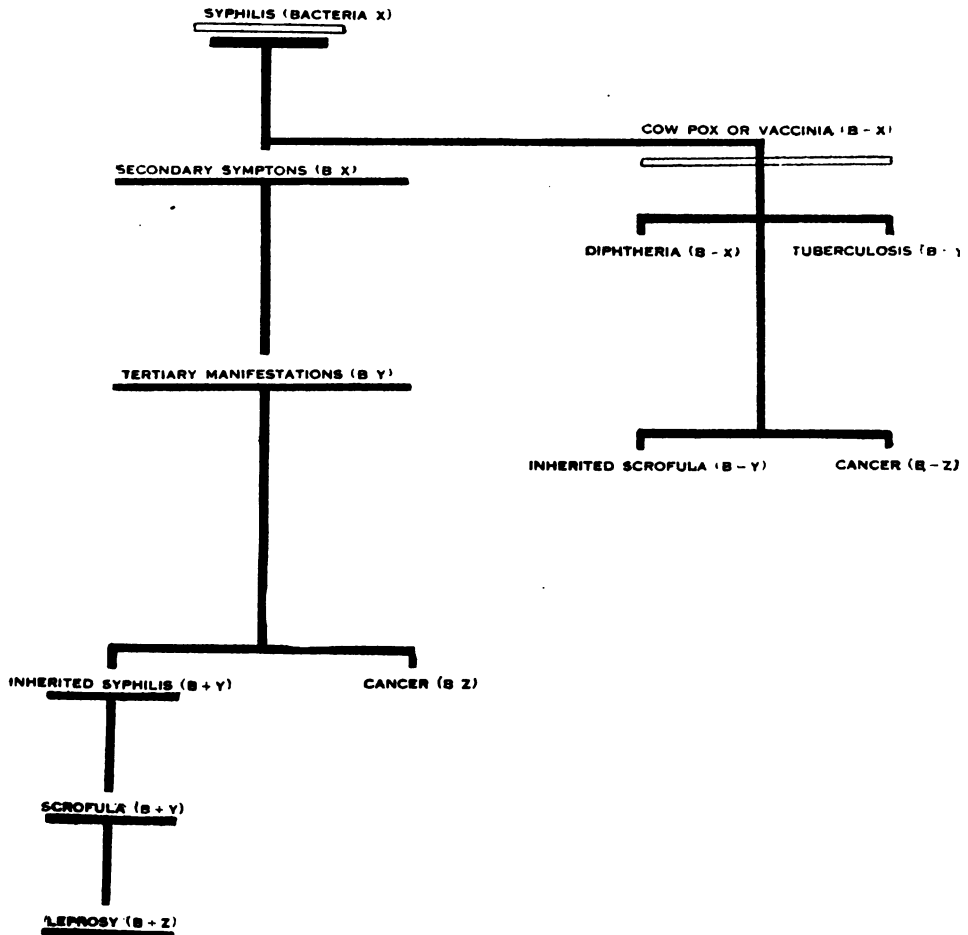 SYPHILIS (BACTERIA X)
COW POX OR VACCINIA (B - X)
SECONDARY SYMPTONS (B X)
DIPHTHERIA (B - X) TUBERCULOSIS (B - Y
TERTIARY MANIFESTATIONS (B Y)
INHERITED SCROFULA (B - Y) CANCER (B - Z)
INHERITED SYPHILIS (B + Y) CANCER (B Z)
SCROFULA (B + Y)
LEPROSY (B + Z)